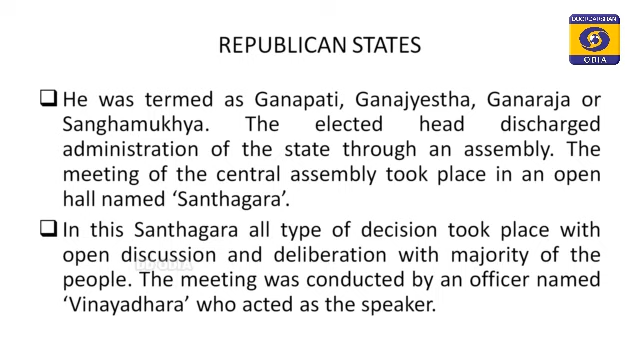 DOORDARSHAN
ODIA
REPUBLICAN STATES
He was termed as Ganapati, Ganajyestha, Ganaraja or
Sanghamukhya. The elected head discharged
administration of the state through an assembly. The
meeting of the central assembly took place in an open
hall named ‘Santhagara’.
In this Santhagara all type of decision took place with
open discussion and deliberation with majority of the
people. The meeting was conducted by an officer named
‘Vinayadhara’ who acted as the speaker.
DD ODIA